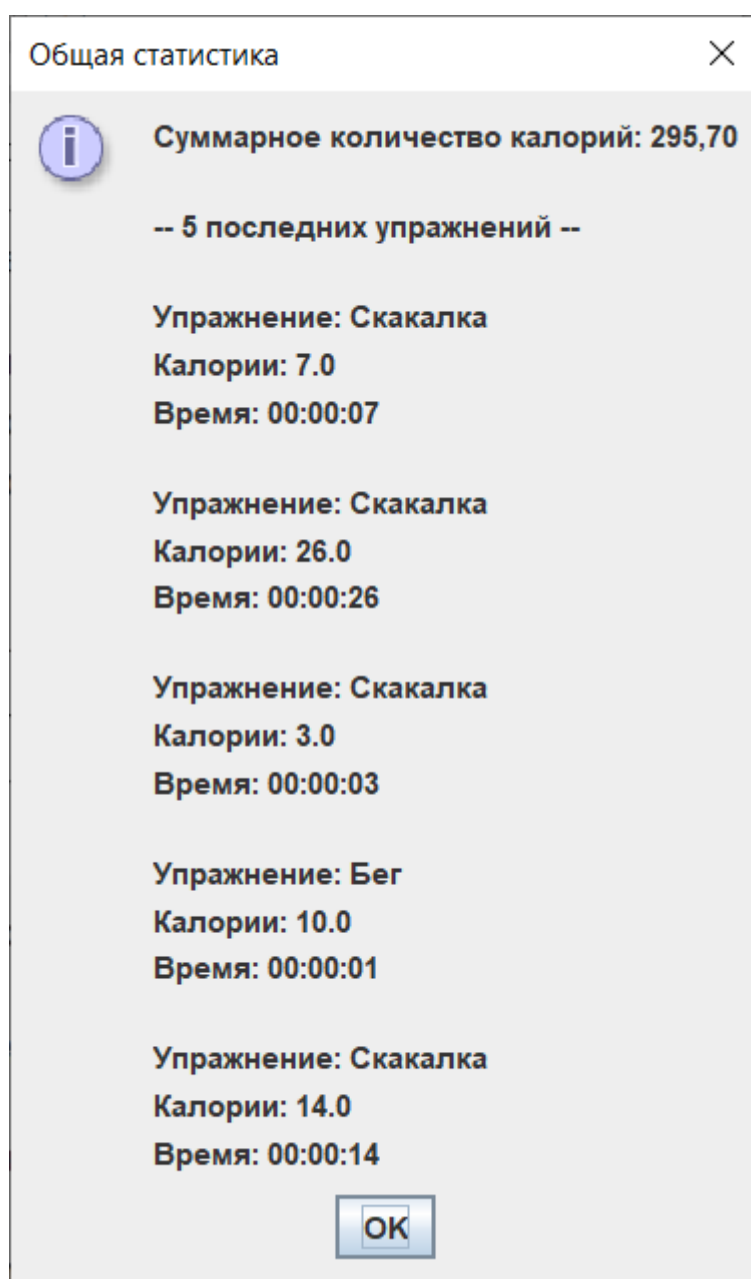 Общая статистика
Суммарное количество калорий: 295,70
-- 5 последних упражнений --
Упражнение: Скакалка
Калории: 7.0
Время: 00:00:07
Упражнение: Скакалка
Калории: 26.0
Время: 00:00:26
Упражнение: Скакалка
Калории: 3.0
Время: 00:00:03
Упражнение: Бег
Калории: 10.0
Время: 00:00:01
Упражнение: Скакалка
Калории: 14.0
Время: 00:00:14
OK